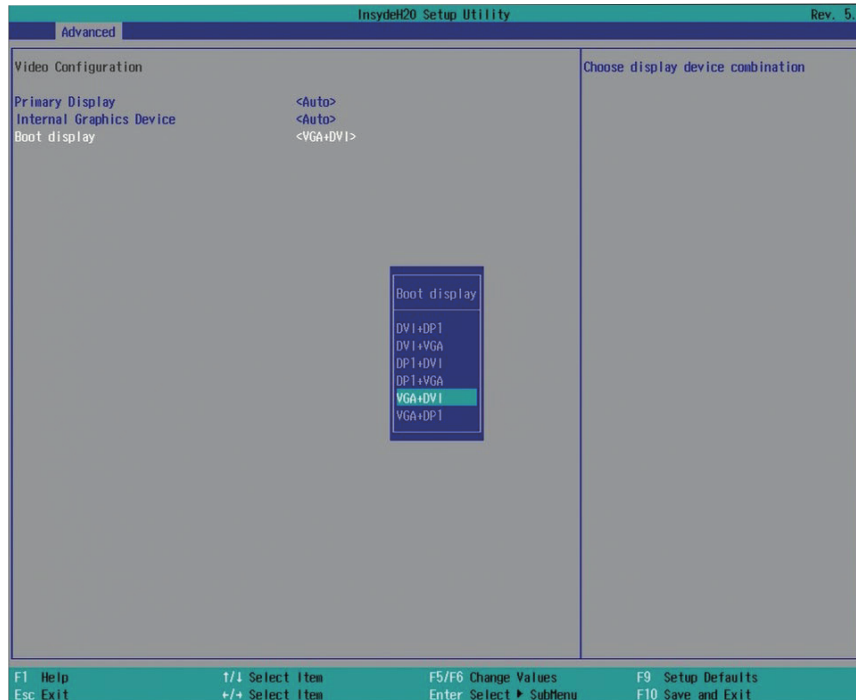 InsydeH20 Setup Utility Rev. 5.
Advanced
Video Configuration
Choose display device combination
Primary Display <Auto>
Internal Graphics Device <Auto>
Boot display <VGA+DVI>
Boot display
DVI+DP1
DVI+VGA
DP1+DVI
DP1+VGA
VGA+DVI
VGA+DP1
F1 Help ↑/↓ Select Item F5/F6 Change Values F9 Setup Defaults
Esc Exit ←/→ Select Item Enter Select ▶ SubMenu F10 Save and Exit